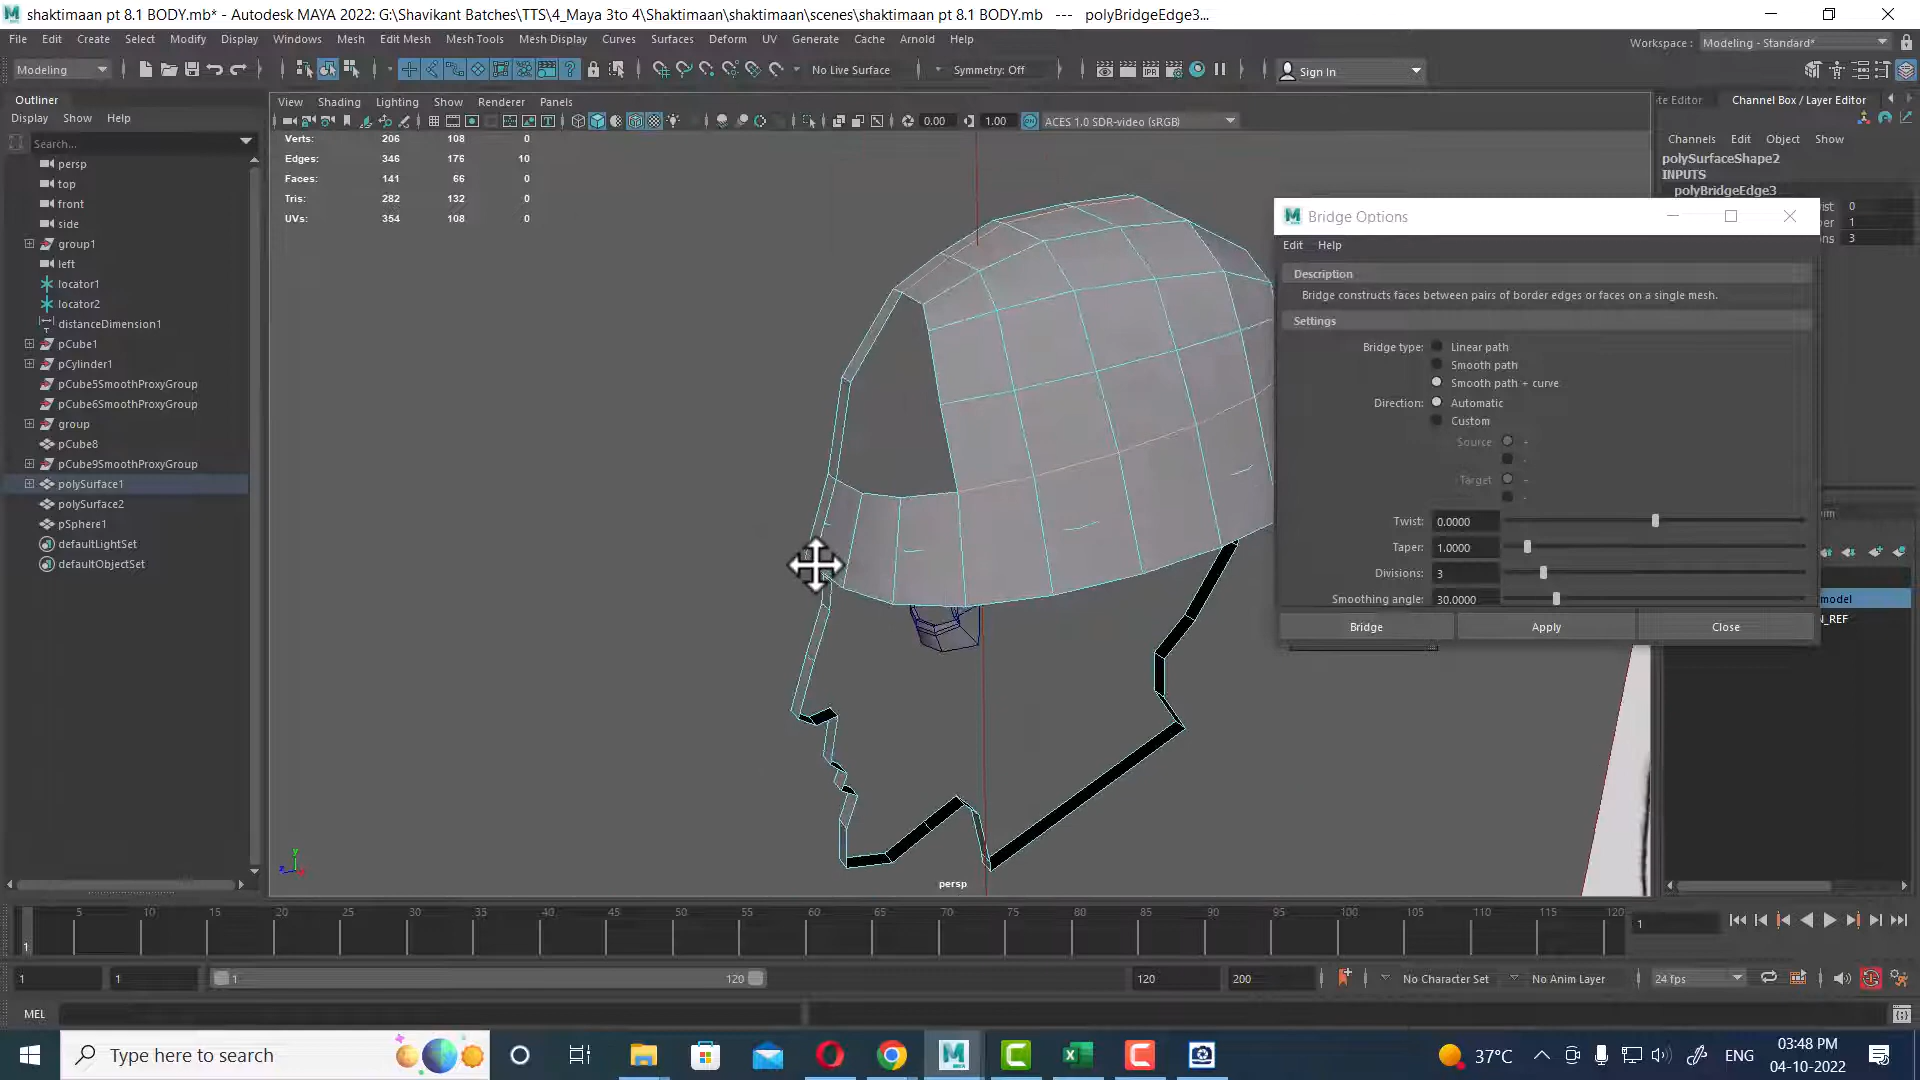 shaktimaan pt 8.1 BODY.mb* - Autodesk MAYA 2022: G:\Shavikant Batches\TTS\4_Maya 3to 4\Shaktimaan\shaktimaan\scenes\shaktimaan pt 8.1 BODY.mb --- polyBridgeEdge3...
File Edit Create Select Modify Display Windows Mesh Edit Mesh Mesh Tools Mesh Display Curves Surfaces Deform UV Generate Cache Arnold Help
Workspace : Modeling - Standard*
Modeling No Live Surface Symmetry: Off Sign In
Outliner
Display Show Help
Search...
persp
top
front
side
group1
left
locator1
locator2
distanceDimension1
pCube1
pCylinder1
pCube5SmoothProxyGroup
pCube6SmoothProxyGroup
group
pCube8
pCube9SmoothProxyGroup
polySurface1
polySurface2
pSphere1
defaultLightSet
defaultObjectSet
View Shading Lighting Show Renderer Panels
0.00 1.00 ACES 1.0 SDR-video (sRGB)
Verts: 206 108 0
Edges: 346 176 10
Faces: 141 66 0
Tris: 282 132 0
UVs: 354 108 0
persp
Channel Box / Layer Editor
Channels Edit Object Show
polySurfaceShape2
INPUTS
polyBridgeEdge3
0
1
3
Bridge Options
Edit Help
Description
Bridge constructs faces between pairs of border edges or faces on a single mesh.
Settings
Bridge type: Linear path
Smooth path
Smooth path + curve
Direction: Automatic
Custom
Source -
-
Target -
-
Twist: 0.0000
Taper: 1.0000
Divisions: 3
Smoothing angle: 30.0000
Bridge Apply Close
5 10 15 20 25 30 35 40 45 50 55 60 65 70 75 80 85 90 95 100 105 110 115 120
1 1
1 1 1 120 120 200 No Character Set No Anim Layer 24 fps
MEL
Type here to search
37°C ENG 03:48 PM
04-10-2022